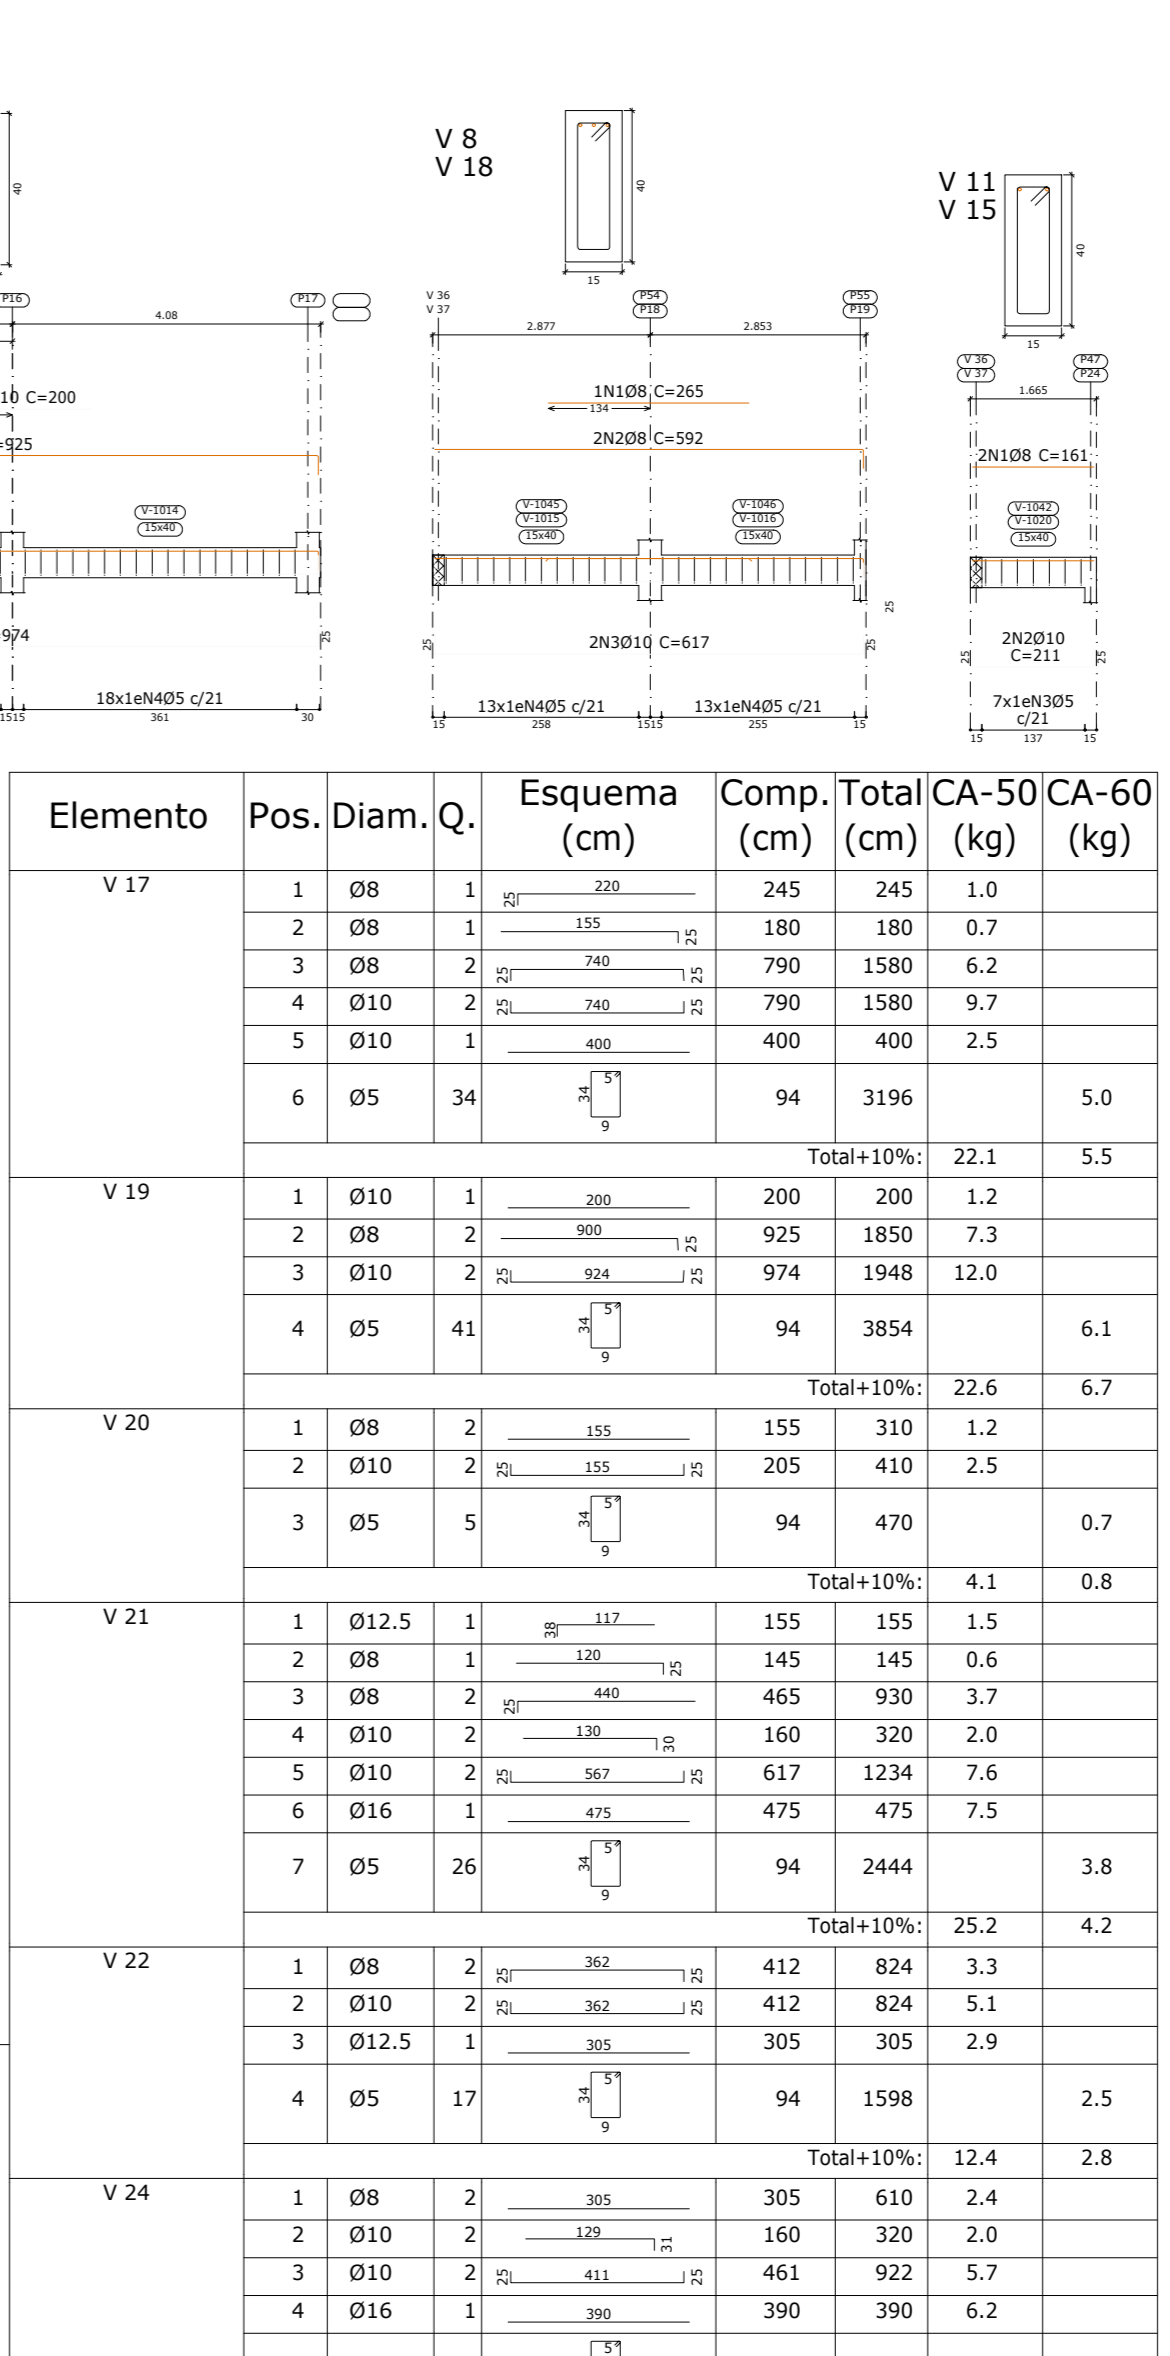 V 8
V 18
40
15
V 11
V 15
40
15
40
P16
P17
4.08
10 C=200
=925
V-1014
15x40
=974
25
18x1eN4Ø5 c/21
1515
361
30
V 36
V 37
P54
P18
P55
P19
2.877
2.853
1N1Ø8 C=265
134
2N2Ø8 C=592
V-1045
V-1015
15x40
V-1046
V-1016
15x40
25
25
2N3Ø10 C=617
25
13x1eN4Ø5 c/21
13x1eN4Ø5 c/21
15
258
1515
255
15
V 36
V 37
P47
P24
1.665
2N1Ø8 C=161
V-1042
V-1020
15x40
25
2N2Ø10
C=211
25
7x1eN3Ø5
c/21
15
137
15
Elemento Pos. Diam. Q. Esquema (cm) Comp. (cm) Total (cm) CA-50 (kg) CA-60 (kg)
V 17
1 Ø8 1 25 220 245 245 1.0
2 Ø8 1 155 25 180 180 0.7
3 Ø8 2 25 740 25 790 1580 6.2
4 Ø10 2 25 740 25 790 1580 9.7
5 Ø10 1 400 400 400 2.5
6 Ø5 34 34 5 9 94 3196 5.0
Total+10%: 22.1 5.5
V 19
1 Ø10 1 200 200 200 1.2
2 Ø8 2 900 25 925 1850 7.3
3 Ø10 2 25 924 25 974 1948 12.0
4 Ø5 41 34 5 9 94 3854 6.1
Total+10%: 22.6 6.7
V 20
1 Ø8 2 155 155 310 1.2
2 Ø10 2 25 155 25 205 410 2.5
3 Ø5 5 34 5 9 94 470 0.7
Total+10%: 4.1 0.8
V 21
1 Ø12.5 1 38 117 155 155 1.5
2 Ø8 1 120 25 145 145 0.6
3 Ø8 2 25 440 465 930 3.7
4 Ø10 2 130 30 160 320 2.0
5 Ø10 2 25 567 25 617 1234 7.6
6 Ø16 1 475 475 475 7.5
7 Ø5 26 34 5 9 94 2444 3.8
Total+10%: 25.2 4.2
V 22
1 Ø8 2 25 362 25 412 824 3.3
2 Ø10 2 25 362 25 412 824 5.1
3 Ø12.5 1 305 305 305 2.9
4 Ø5 17 34 5 9 94 1598 2.5
Total+10%: 12.4 2.8
V 24
1 Ø8 2 305 305 610 2.4
2 Ø10 2 129 31 160 320 2.0
3 Ø10 2 25 411 25 461 922 5.7
4 Ø16 1 390 390 390 6.2
5